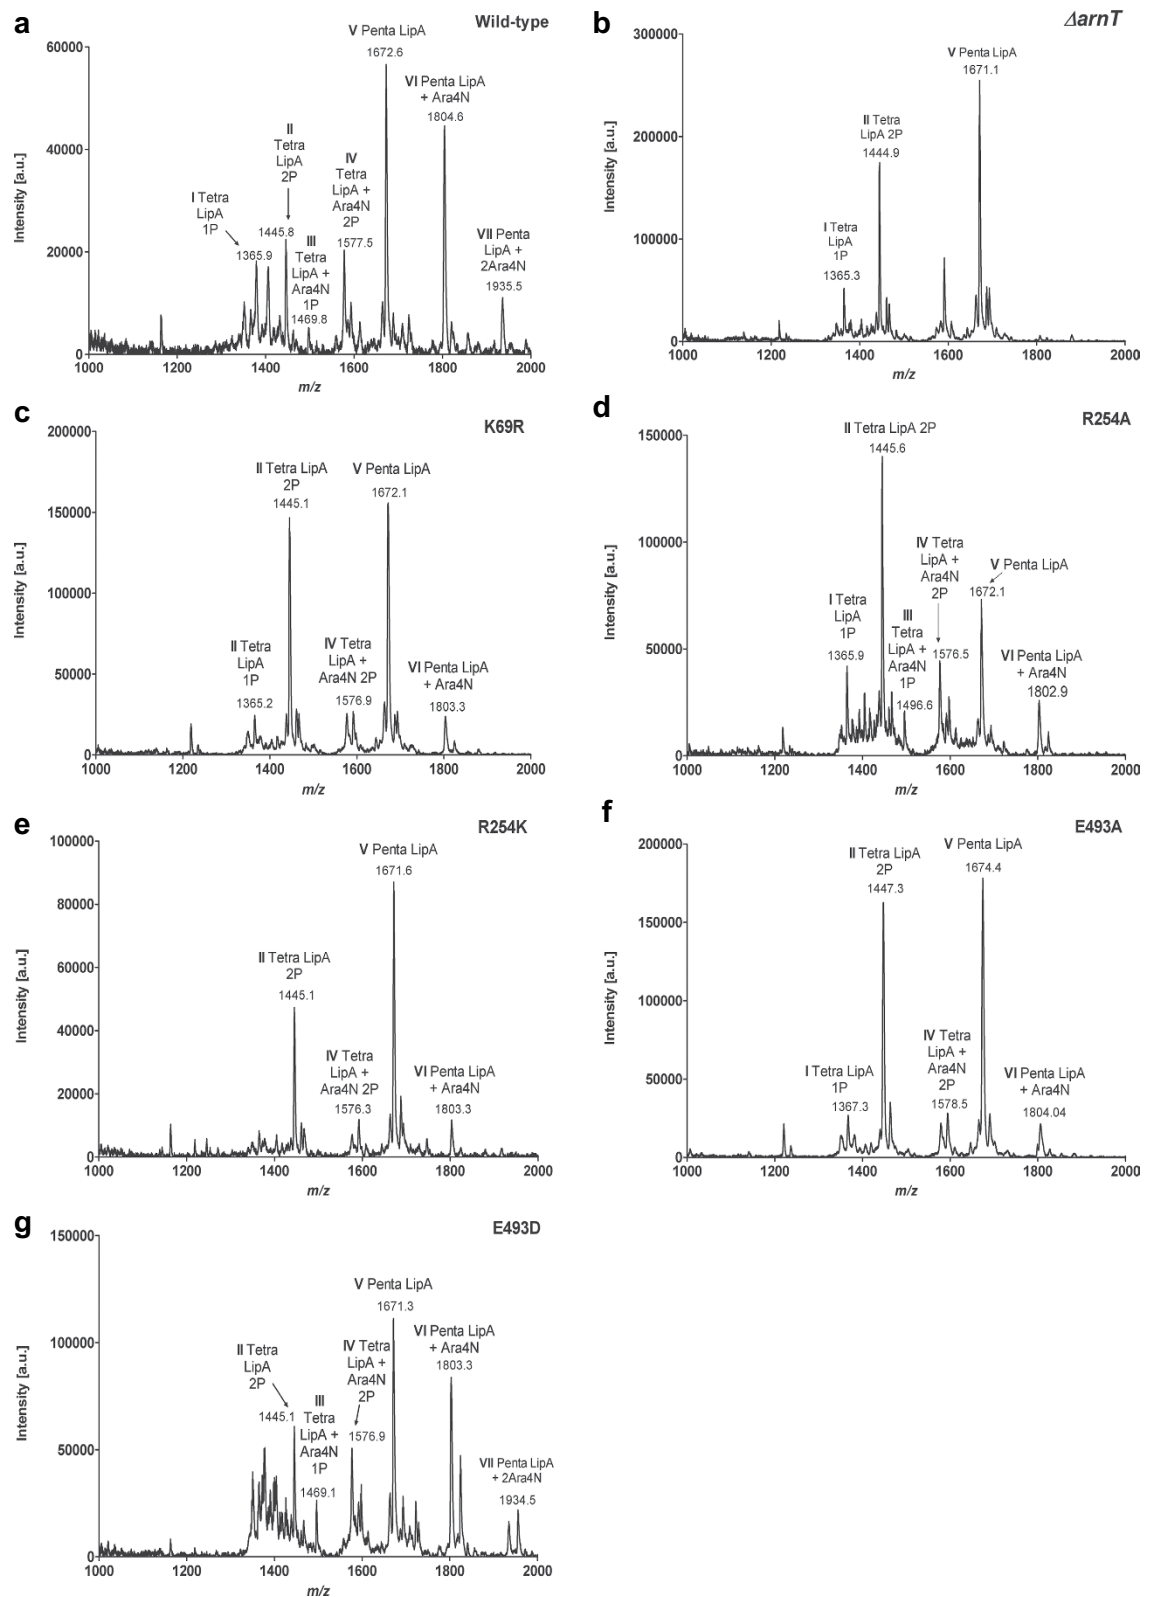 a
Wild-type
V Penta LipA
1672.6
VI Penta LipA
+ Ara4N
1804.6
II
Tetra
LipA
2P
1445.8
IV
Tetra
LipA +
Ara4N
2P
1577.5
I Tetra
LipA
1P
1365.9
III
Tetra
LipA +
Ara4N
1P
1469.8
VII Penta
LipA +
2Ara4N
1935.5
Intensity [a.u.]
60000
40000
20000
0
1000 1200 1400 1600 1800 2000
m/z
b
ΔarnT
V Penta LipA
1671.1
II Tetra
LipA 2P
1444.9
I Tetra
LipA
1P
1365.3
Intensity [a.u.]
300000
200000
100000
0
1000 1200 1400 1600 1800 2000
m/z
c
K69R
II Tetra LipA
2P
1445.1
V Penta LipA
1672.1
II Tetra
LipA
1P
1365.2
IV Tetra
LipA +
Ara4N 2P
1576.9
VI Penta LipA
+ Ara4N
1803.3
Intensity [a.u.]
200000
150000
100000
50000
0
1000 1200 1400 1600 1800 2000
m/z
d
R254A
II Tetra LipA 2P
1445.6
IV Tetra
LipA +
Ara4N
2P
1576.5
V Penta LipA
1672.1
I Tetra
LipA
1P
1365.9
III
Tetra
LipA +
Ara4N
1P
1496.6
VI Penta LipA
+ Ara4N
1802.9
Intensity [a.u.]
150000
100000
50000
0
1000 1200 1400 1600 1800 2000
m/z
e
R254K
V Penta LipA
1671.6
II Tetra LipA
2P
1445.1
IV Tetra
LipA +
Ara4N 2P
1576.3
VI Penta LipA
+ Ara4N
1803.3
Intensity [a.u.]
100000
80000
60000
40000
20000
0
1000 1200 1400 1600 1800 2000
m/z
f
E493A
II Tetra LipA
2P
1447.3
V Penta LipA
1674.4
I Tetra LipA
1P
1367.3
IV Tetra
LipA +
Ara4N
2P
1578.5
VI Penta LipA
+ Ara4N
1804.04
Intensity [a.u.]
200000
150000
100000
50000
0
1000 1200 1400 1600 1800 2000
m/z
g
E493D
V Penta LipA
1671.3
II Tetra
LipA
2P
1445.1
III
Tetra
LipA +
Ara4N
1P
1469.1
IV Tetra
LipA +
Ara4N
2P
1576.9
VI Penta LipA
+ Ara4N
1803.3
VII Penta LipA
+ 2Ara4N
1934.5
Intensity [a.u.]
150000
100000
50000
0
1000 1200 1400 1600 1800 2000
m/z